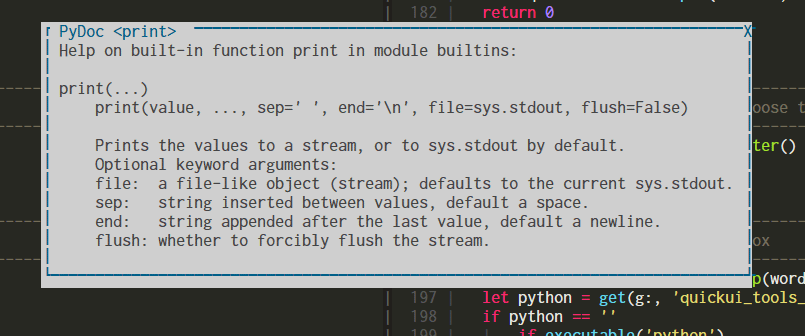 182 return 0
PyDoc <print> X
Help on built-in function print in module builtins:
print(...)
print(value, ..., sep=' ', end='\n', file=sys.stdout, flush=False)
oose t
Prints the values to a stream, or to sys.stdout by default.
ter()
Optional keyword arguments:
file: a file-like object (stream); defaults to the current sys.stdout.
sep: string inserted between values, default a space.
end: string appended after the last value, default a newline.
flush: whether to forcibly flush the stream.
ox
p(word
197 let python = get(g:, 'quickui_tools_
198 if python == ''
199 if executable('python')